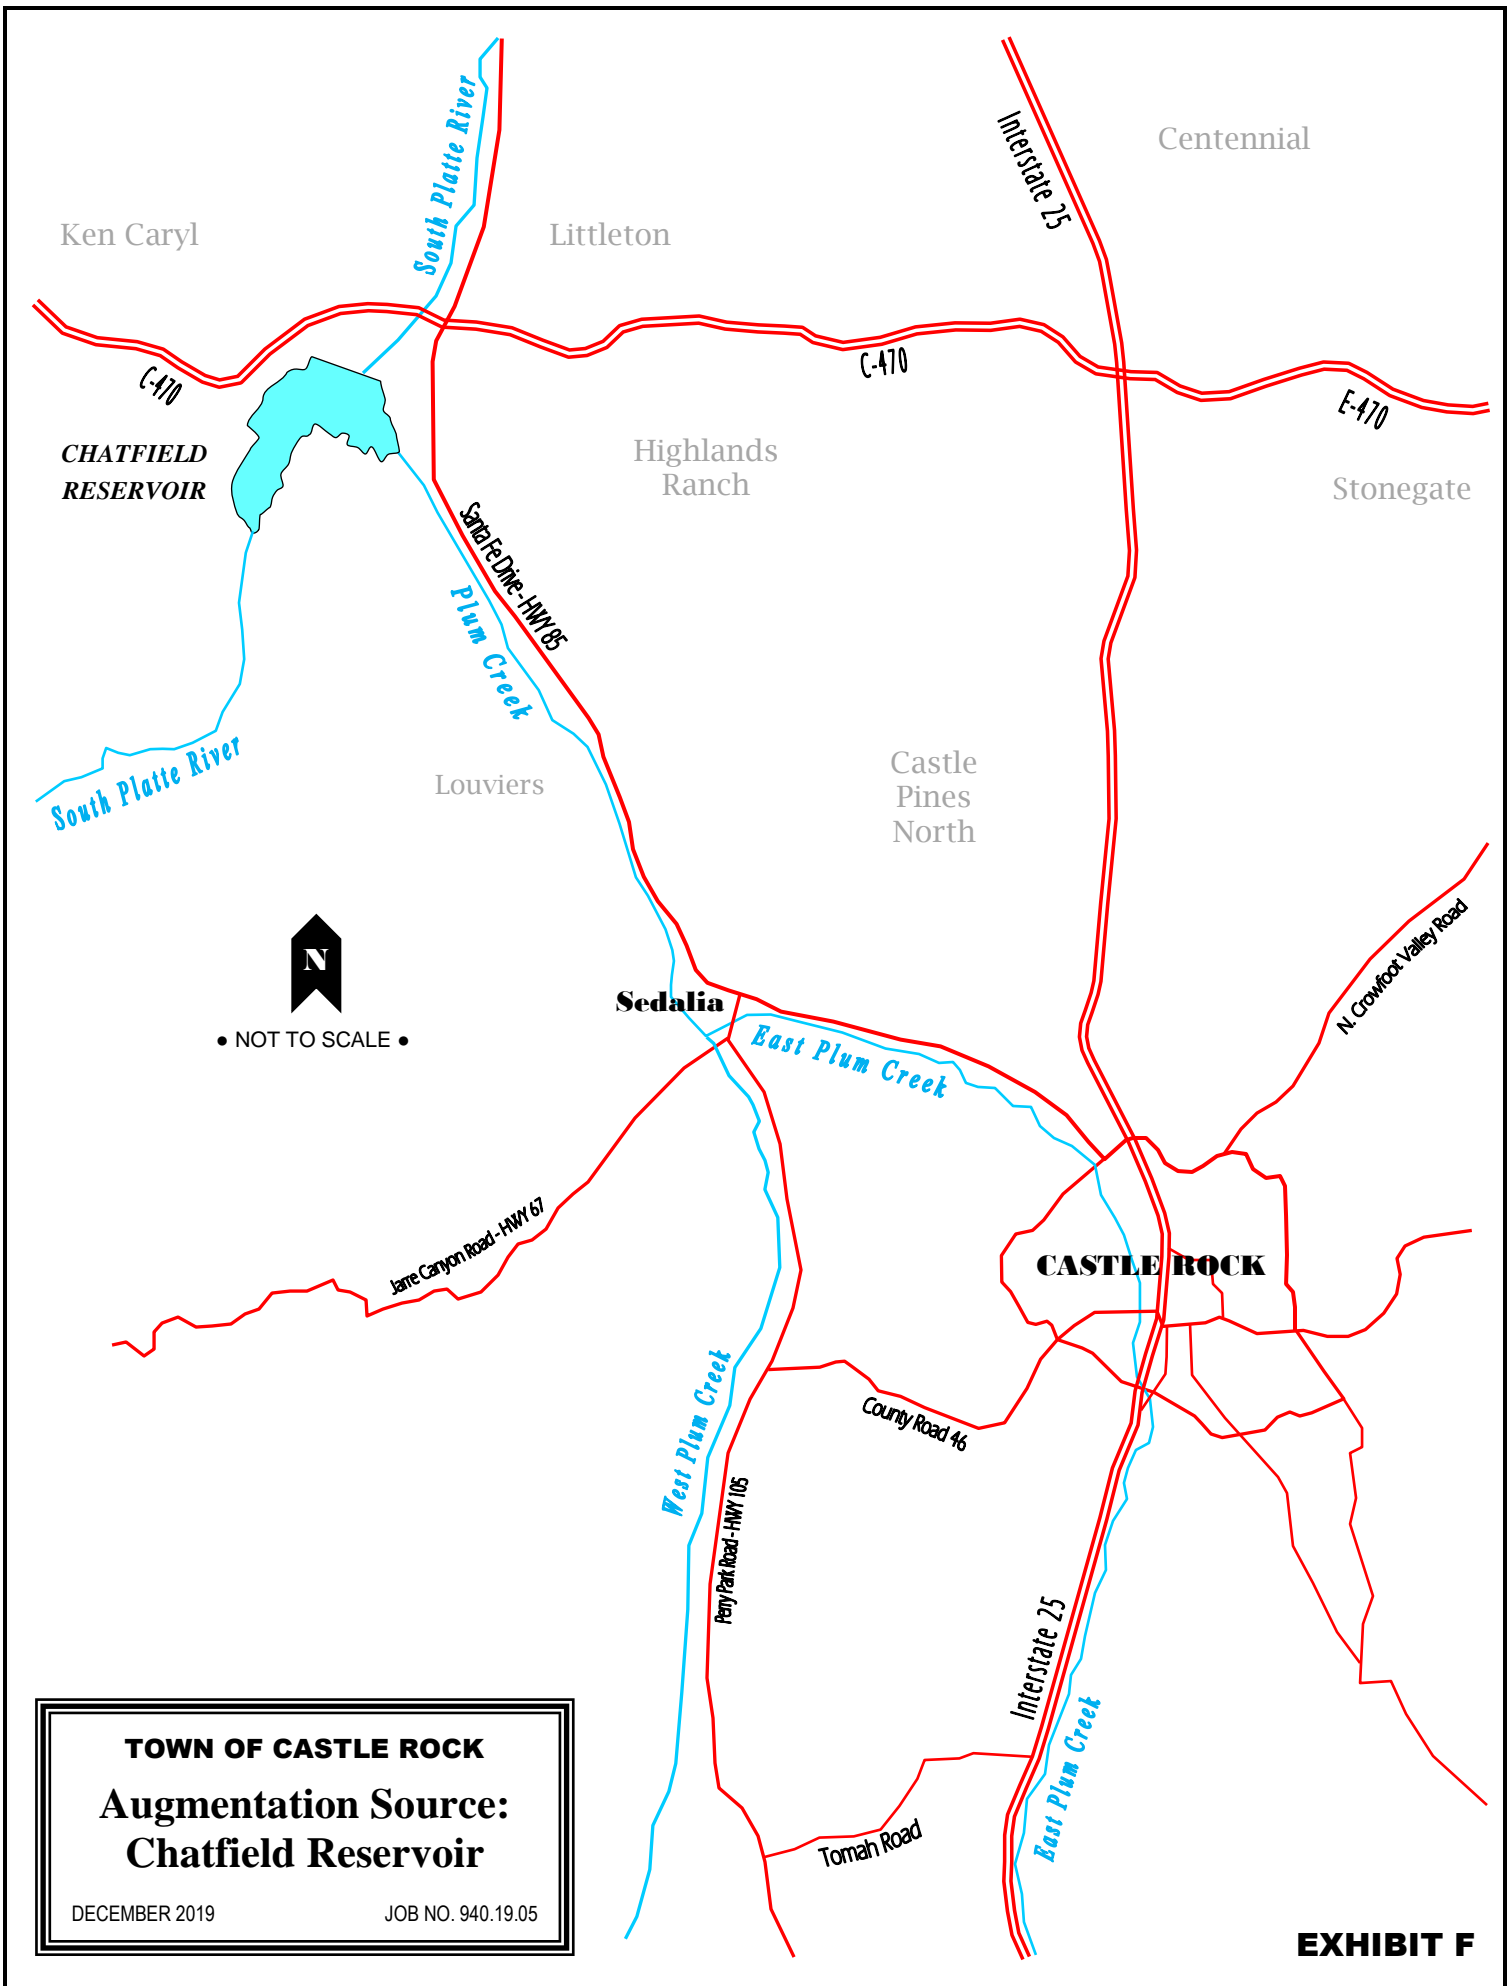 South Platte River
Interstate 25
Centennial
Ken Caryl
Littleton
C-470
C-470
E-470
CHATFIELD
RESERVOIR
Highlands
Ranch
Stonegate
Santa Fe Drive - HWY 85
Plum Creek
South Platte River
Louviers
Castle
Pines
North
N. Crowfoot Valley Road
N
• NOT TO SCALE •
Sedalia
East Plum Creek
Jarre Canyon Road - HWY 67
CASTLE ROCK
West Plum Creek
County Road 46
Perry Park Road - HWY 105
Interstate 25
East Plum Creek
Tomah Road
TOWN OF CASTLE ROCK
Augmentation Source:
Chatfield Reservoir
DECEMBER 2019 JOB NO. 940.19.05
EXHIBIT F